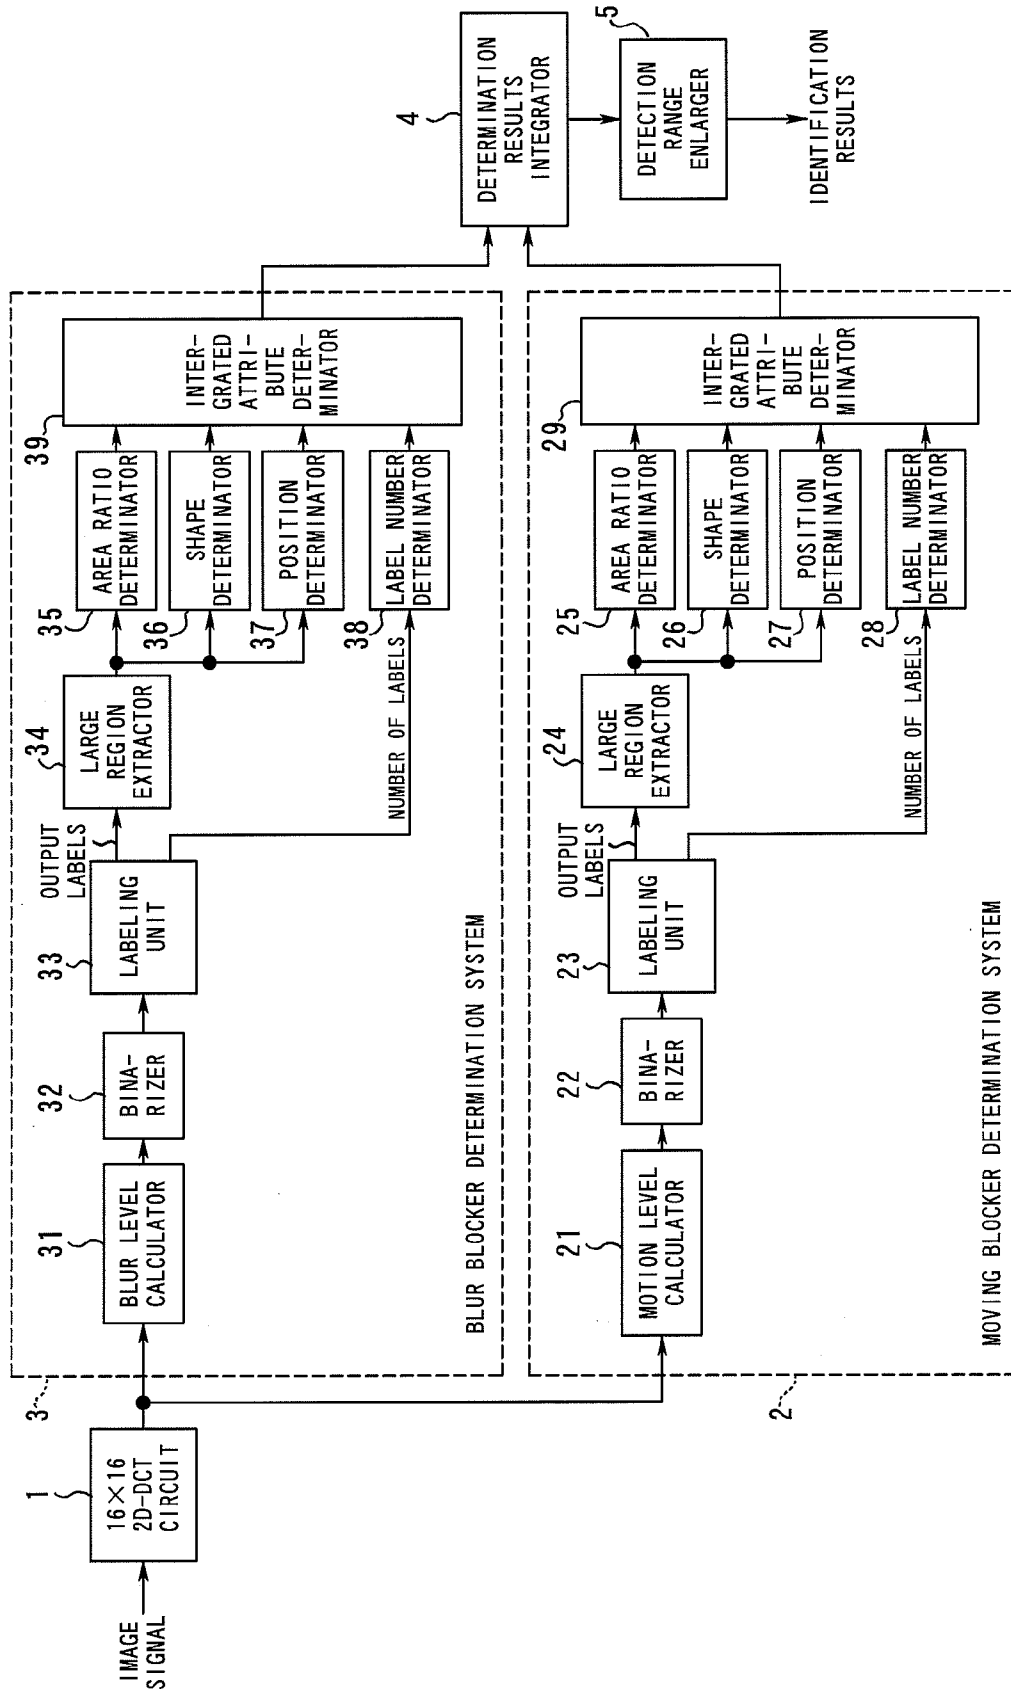 IMAGE
SIGNAL
1
16×16
2D-DCT
CIRCUIT
3
31
BLUR LEVEL
CALCULATOR
32
BINA-
RIZER
33
LABELING
UNIT
OUTPUT
LABELS
34
LARGE
REGION
EXTRACTOR
NUMBER OF LABELS
35
AREA RATIO
DETERMINATOR
36
SHAPE
DETERMINATOR
37
POSITION
DETERMINATOR
38
LABEL NUMBER
DETERMINATOR
39
INTER-
GRATED
ATTRI-
BUTE
DETER-
MINATOR
BLUR BLOCKER DETERMINATION SYSTEM
2
21
MOTION LEVEL
CALCULATOR
22
BINA-
RIZER
23
LABELING
UNIT
OUTPUT
LABELS
24
LARGE
REGION
EXTRACTOR
NUMBER OF LABELS
25
AREA RATIO
DETERMINATOR
26
SHAPE
DETERMINATOR
27
POSITION
DETERMINATOR
28
LABEL NUMBER
DETERMINATOR
29
INTER-
GRATED
ATTRI-
BUTE
DETER-
MINATOR
MOVING BLOCKER DETERMINATION SYSTEM
4
DETERMINATION
RESULTS
INTEGRATOR
5
DETECTION
RANGE
ENLARGER
IDENTIFICATION
RESULTS